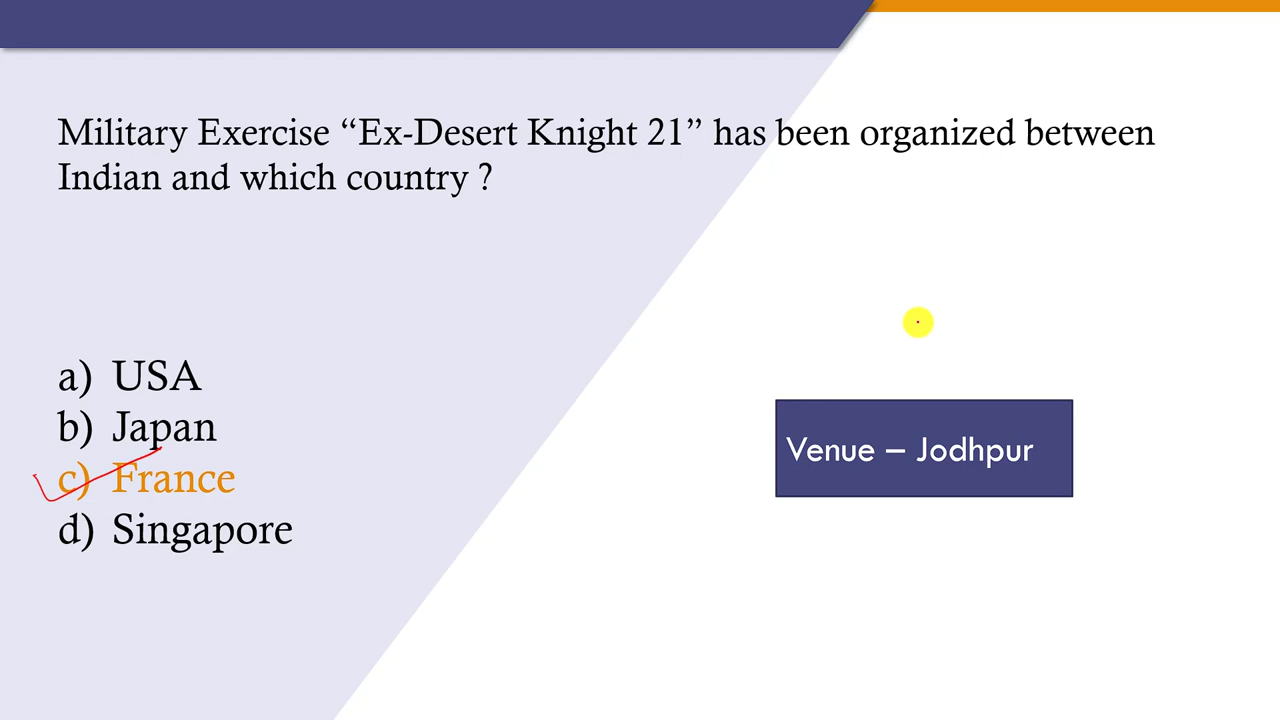 Military Exercise “Ex-Desert Knight 21” has been organized between
Indian and which country ?
a) USA
b) Japan
c) France
d) Singapore
Venue – Jodhpur